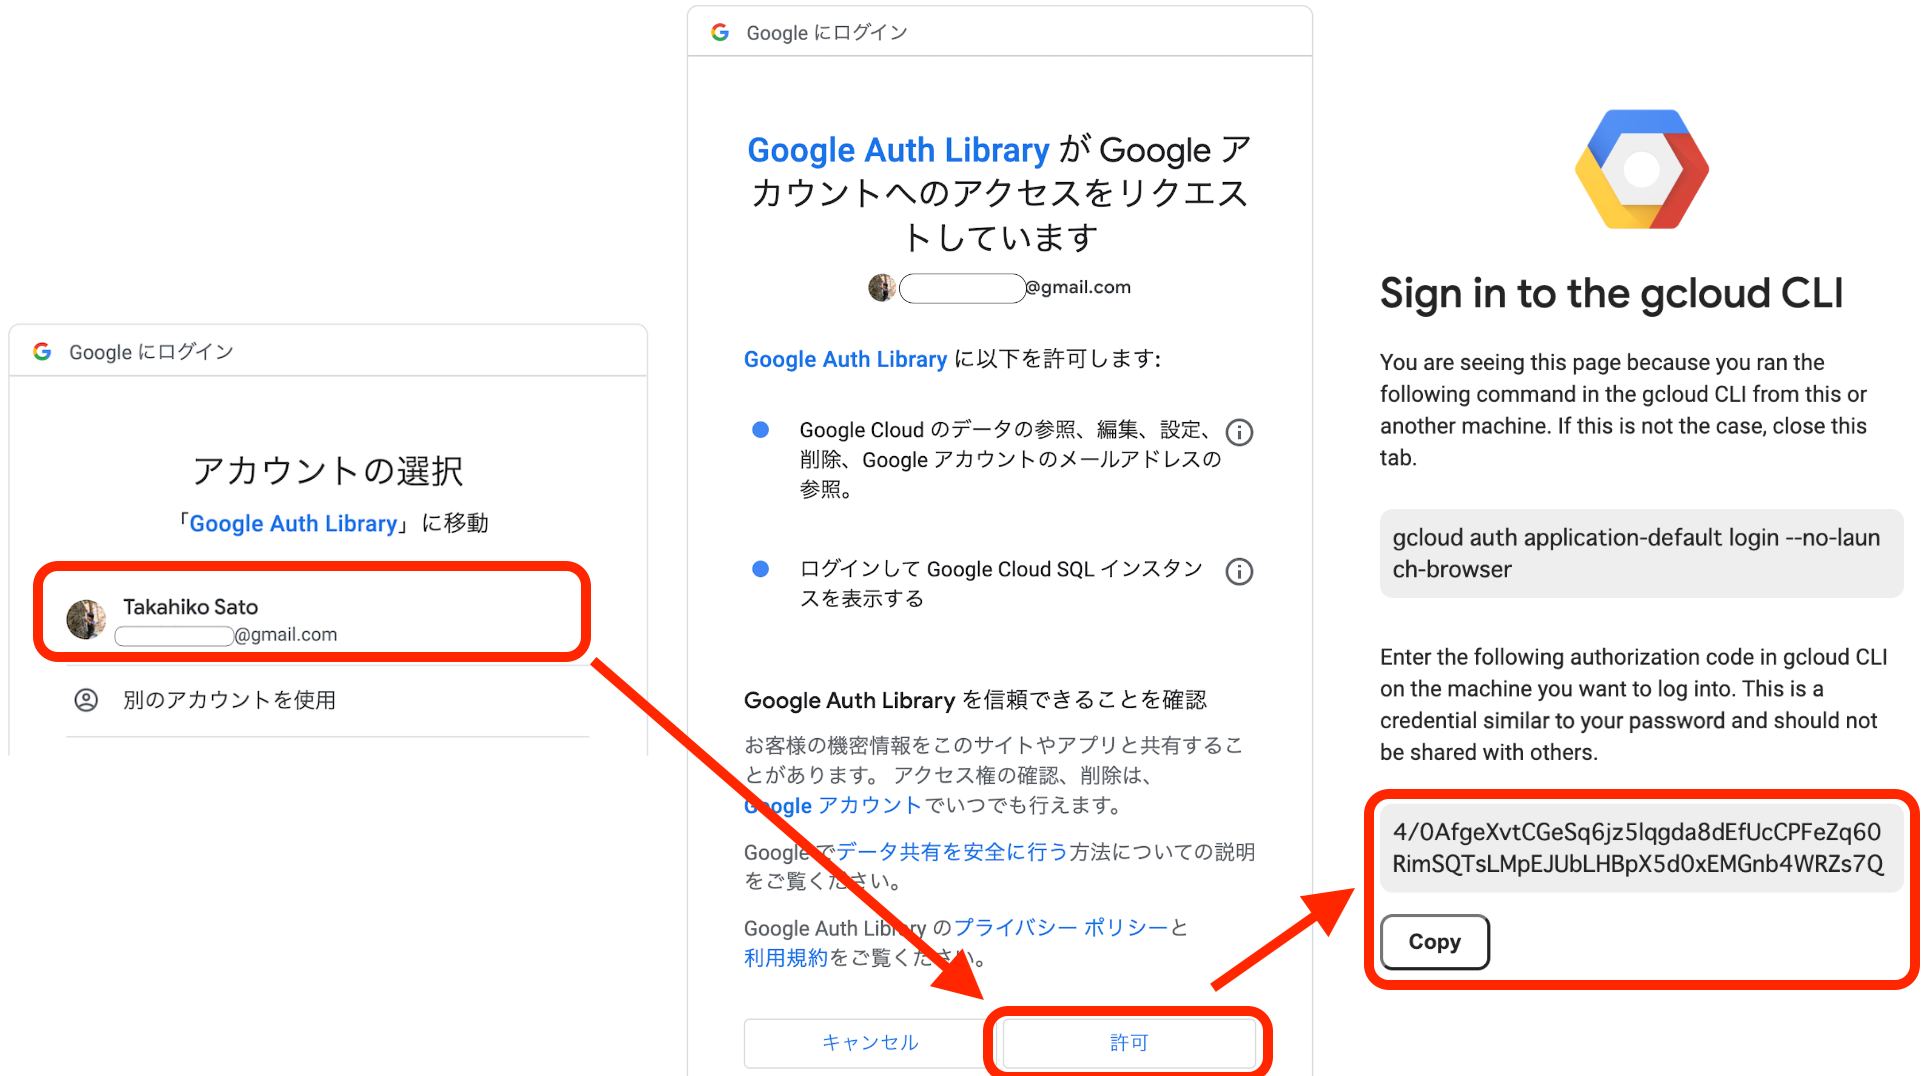 Google にログイン
アカウントの選択
「Google Auth Library」に移動
Takahiko Sato
@gmail.com
別のアカウントを使用
Google にログイン
Google Auth Library が Google ア
カウントへのアクセスをリクエス
トしています
@gmail.com
Google Auth Library に以下を許可します:
Google Cloud のデータの参照、編集、設定、
削除、Google アカウントのメールアドレスの
参照。
ログインして Google Cloud SQL インスタン
スを表示する
Google Auth Library を信頼できることを確認
お客様の機密情報をこのサイトやアプリと共有するこ
とがあります。 アクセス権の確認、削除は、
Google アカウントでいつでも行えます。
Google でデータ共有を安全に行う方法についての説明
をご覧ください。
Google Auth Library のプライバシー ポリシーと
利用規約をご覧ください。
キャンセル
許可
Sign in to the gcloud CLI
You are seeing this page because you ran the
following command in the gcloud CLI from this or
another machine. If this is not the case, close this
tab.
gcloud auth application-default login --no-laun
ch-browser
Enter the following authorization code in gcloud CLI
on the machine you want to log into. This is a
credential similar to your password and should not
be shared with others.
4/0AfgeXvtCGeSq6jz5lqgda8dEfUcCPFeZq60
RimSQTsLMpEJUbLHBpX5d0xEMGnb4WRZs7Q
Copy